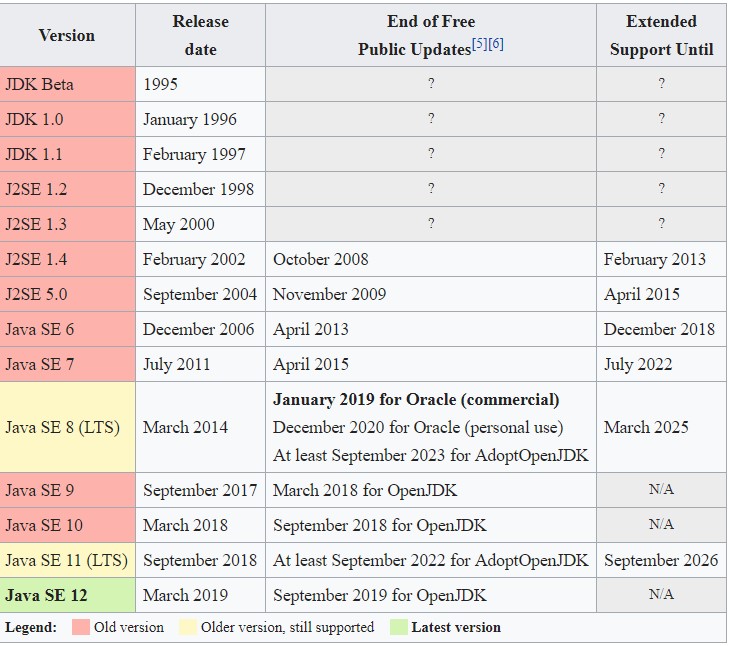 Version
Release
date
End of Free
Public Updates[5][6]
Extended
Support Until
JDK Beta 1995 ? ?
JDK 1.0 January 1996 ? ?
JDK 1.1 February 1997 ? ?
J2SE 1.2 December 1998 ? ?
J2SE 1.3 May 2000 ? ?
J2SE 1.4 February 2002 October 2008 February 2013
J2SE 5.0 September 2004 November 2009 April 2015
Java SE 6 December 2006 April 2013 December 2018
Java SE 7 July 2011 April 2015 July 2022
Java SE 8 (LTS) March 2014
January 2019 for Oracle (commercial)
December 2020 for Oracle (personal use)
At least September 2023 for AdoptOpenJDK
March 2025
Java SE 9 September 2017 March 2018 for OpenJDK N/A
Java SE 10 March 2018 September 2018 for OpenJDK N/A
Java SE 11 (LTS) September 2018 At least September 2022 for AdoptOpenJDK September 2026
Java SE 12 March 2019 September 2019 for OpenJDK N/A
Legend: Old version Older version, still supported Latest version